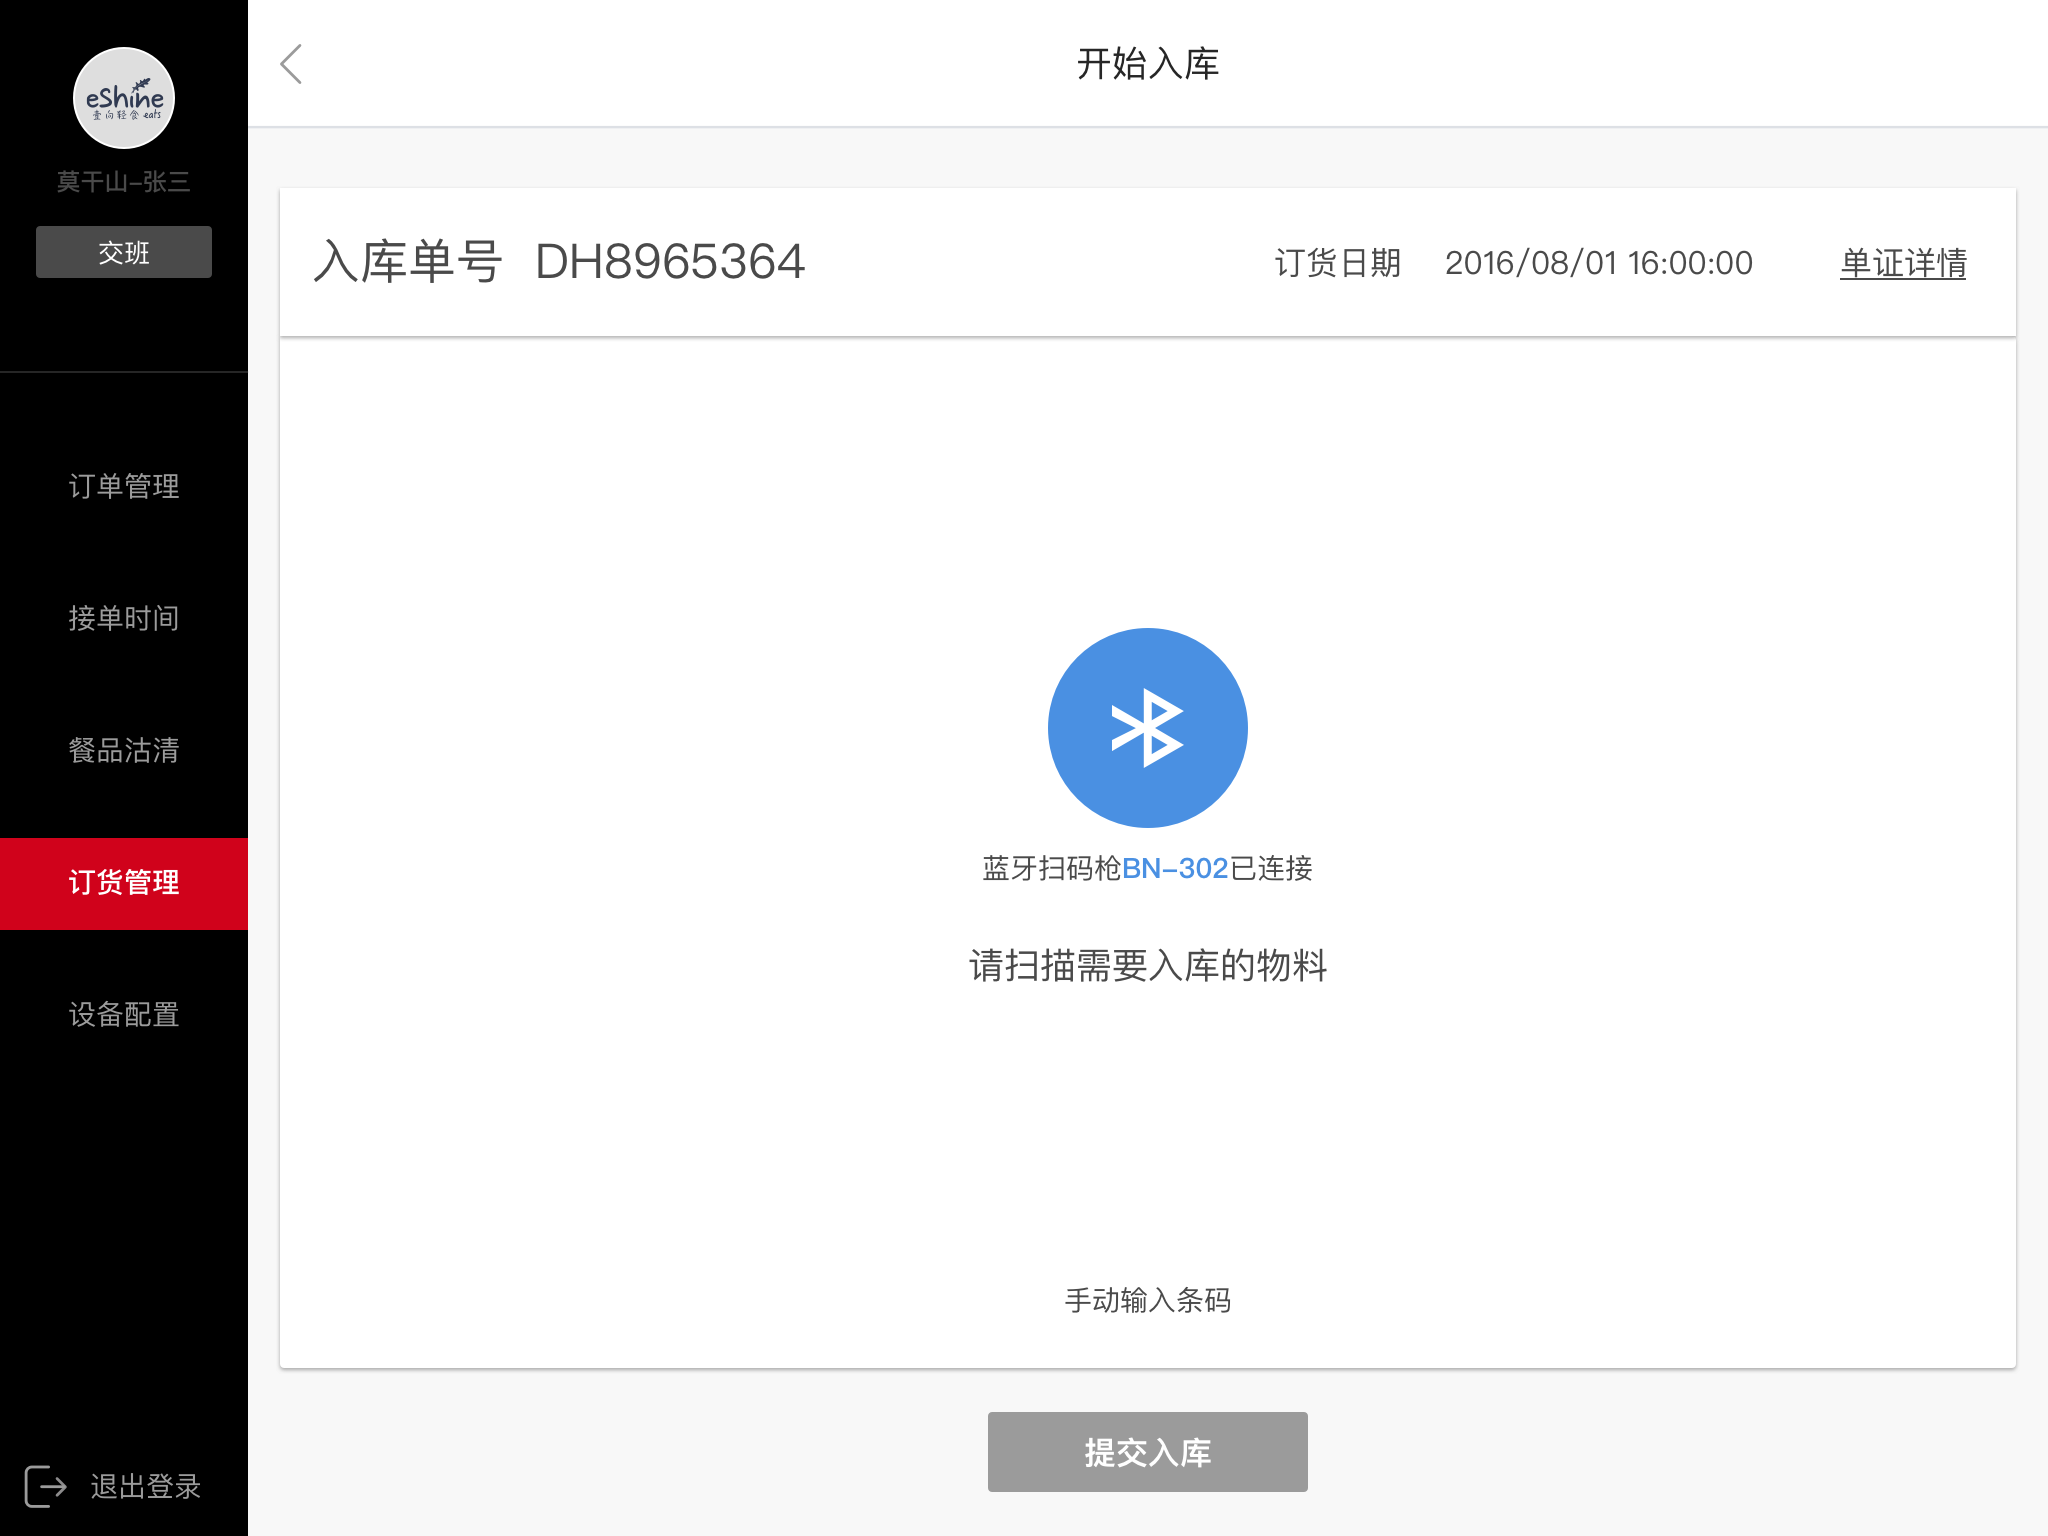 eShine
壹向轻食 eats
莫干山-张三
交班
订单管理
接单时间
餐品沽清
订货管理
设备配置
退出登录
开始入库
入库单号 DH8965364 订货日期 2016/08/01 16:00:00 单证详情
蓝牙扫码枪BN-302已连接
请扫描需要入库的物料
手动输入条码
提交入库